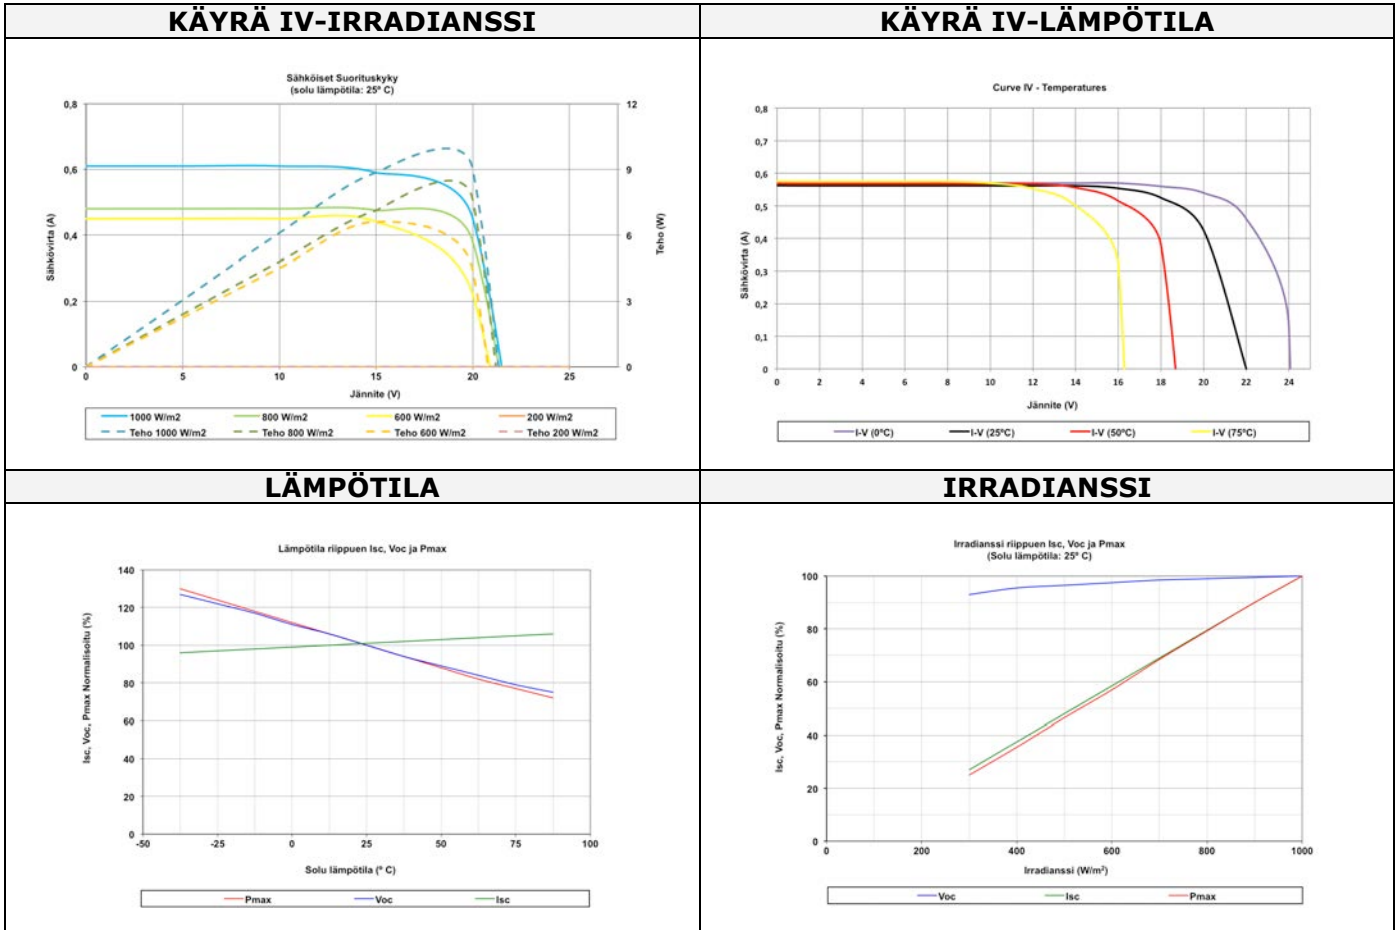 KÄYRÄ IV-IRRADIANSSI
Sähköiset Suorituskyky
(solu lämpötila: 25º C)
0,8
0,6
0,4
0,2
0
12
9
6
3
0
Sähkövirta (A)
Teho (W)
0 5 10 15 20 25
Jännite (V)
1000 W/m2 800 W/m2 600 W/m2 200 W/m2
Teho 1000 W/m2 Teho 800 W/m2 Teho 600 W/m2 Teho 200 W/m2
KÄYRÄ IV-LÄMPÖTILA
Curve IV - Temperatures
0,8
0,7
0,6
0,5
0,4
0,3
0,2
0,1
0
Sähkövirta (A)
0 2 4 6 8 10 12 14 16 18 20 22 24
Jännite (V)
I-V (0ºC) I-V (25ºC) I-V (50ºC) I-V (75ºC)
LÄMPÖTILA
Lämpötila riippuen Isc, Voc ja Pmax
140
120
100
80
60
40
20
0
Isc, Voc, Pmax Normalisoitu (%)
-50 -25 0 25 50 75 100
Solu lämpötila (º C)
Pmax Voc Isc
IRRADIANSSI
Irradianssi riippuen Isc, Voc ja Pmax
(Solu lämpötila: 25º C)
100
80
60
40
20
0
Isc, Voc, Pmax Normalisoitu (%)
0 200 400 600 800 1000
Irradianssi (W/m²)
Voc Isc Pmax